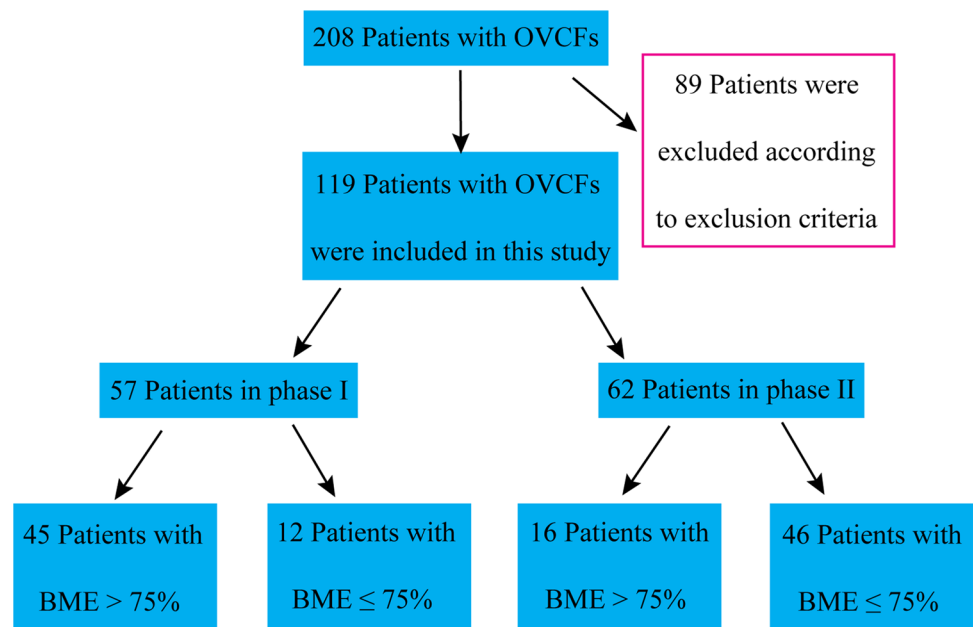 208 Patients with OVCFs
89 Patients were
excluded according
to exclusion criteria
119 Patients with OVCFs
were included in this study
57 Patients in phase I
62 Patients in phase II
45 Patients with
BME > 75%
12 Patients with
BME ≤ 75%
16 Patients with
BME > 75%
46 Patients with
BME ≤ 75%